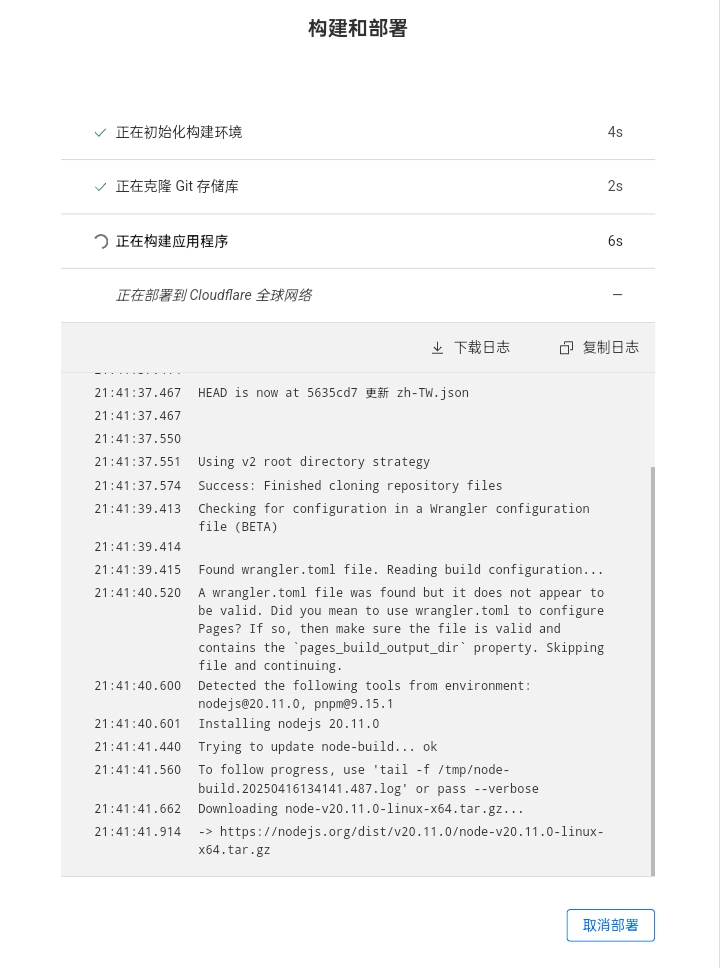 构建和部署
正在初始化构建环境 4s
正在克隆 Git 存储库 2s
正在构建应用程序 6s
正在部署到 Cloudflare 全球网络 —
下载日志 复制日志
21:41:37.467 HEAD is now at 5635cd7 更新 zh-TW.json
21:41:37.467
21:41:37.550
21:41:37.551 Using v2 root directory strategy
21:41:37.574 Success: Finished cloning repository files
21:41:39.413 Checking for configuration in a Wrangler configuration
file (BETA)
21:41:39.414
21:41:39.415 Found wrangler.toml file. Reading build configuration...
21:41:40.520 A wrangler.toml file was found but it does not appear to
be valid. Did you mean to use wrangler.toml to configure
Pages? If so, then make sure the file is valid and
contains the `pages_build_output_dir` property. Skipping
file and continuing.
21:41:40.600 Detected the following tools from environment:
nodejs@20.11.0, pnpm@9.15.1
21:41:40.601 Installing nodejs 20.11.0
21:41:41.440 Trying to update node-build... ok
21:41:41.560 To follow progress, use 'tail -f /tmp/node-
build.20250416134141.487.log' or pass --verbose
21:41:41.662 Downloading node-v20.11.0-linux-x64.tar.gz...
21:41:41.914 -> https://nodejs.org/dist/v20.11.0/node-v20.11.0-linux-
x64.tar.gz
取消部署